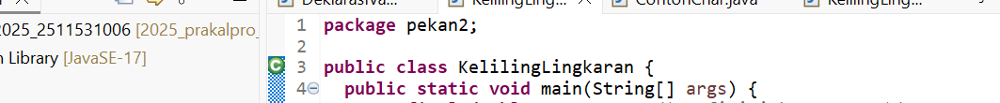 DeklarasiVa...
KelilingLing...
ContohChar.java
KelilingLing...
2025_2511531006 [2025_prakalpro_
n Library [JavaSE-17]
1 package pekan2;
2
3 public class KelilingLingkaran {
4 public static void main(String[] args) {